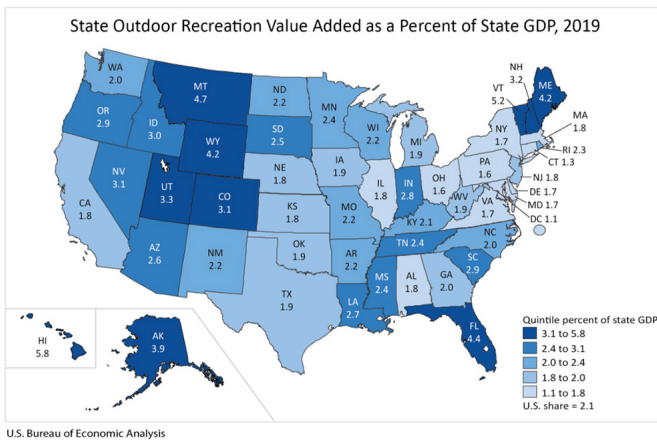 State Outdoor Recreation Value Added as a Percent of State GDP, 2019
WA
2.0
MT
4.7
ND
2.2
MN
2.4
OR
2.9
ID
3.0
WY
4.2
SD
2.5
WI
2.2
MI
1.9
NY
1.7
VT
5.2
NH
3.2
ME
4.2
MA
1.8
RI 2.3
CT 1.3
NJ 1.8
DE 1.7
MD 1.7
DC 1.1
PA
1.6
NV
3.1
UT
3.3
CO
3.1
NE
1.8
IA
1.9
IL
1.8
IN
2.8
OH
1.6
WV
1.9
VA
1.7
CA
1.8
KS
1.8
MO
2.2
KY 2.1
NC
2.0
AZ
2.6
NM
2.2
OK
1.9
AR
2.2
TN 2.4
SC
2.9
MS
2.4
AL
1.8
GA
2.0
TX
1.9
LA
2.7
FL
4.4
HI
5.8
AK
3.9
Quintile percent of state GDP
3.1 to 5.8
2.4 to 3.1
2.0 to 2.4
1.8 to 2.0
1.1 to 1.8
U.S. share = 2.1
U.S. Bureau of Economic Analysis